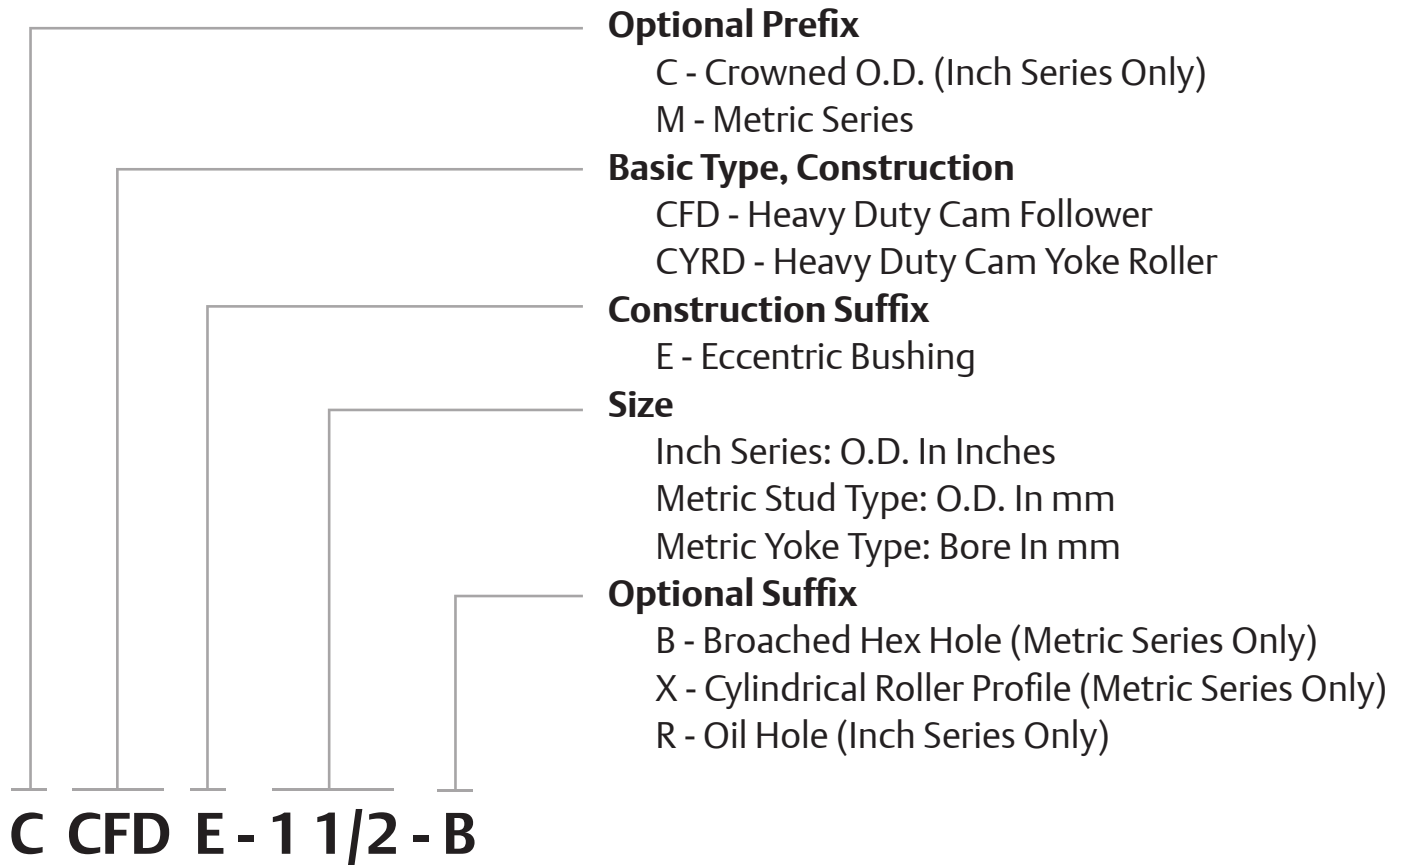 Optional Prefix
C - Crowned O.D. (Inch Series Only)
M - Metric Series
Basic Type, Construction
CFD - Heavy Duty Cam Follower
CYRD - Heavy Duty Cam Yoke Roller
Construction Suffix
E - Eccentric Bushing
Size
Inch Series: O.D. In Inches
Metric Stud Type: O.D. In mm
Metric Yoke Type: Bore In mm
Optional Suffix
B - Broached Hex Hole (Metric Series Only)
X - Cylindrical Roller Profile (Metric Series Only)
R - Oil Hole (Inch Series Only)
C CFD E - 1 1/2 - B